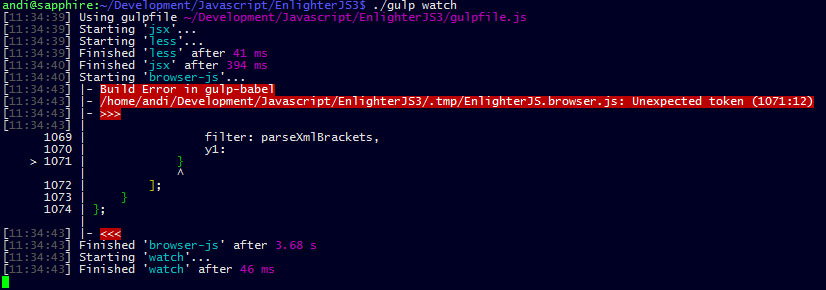 andi@sapphire:~/Development/Javascript/EnlighterJS3$ ./gulp watch
[11:34:39] Using gulpfile ~/Development/Javascript/EnlighterJS3/gulpfile.js
[11:34:39] Starting 'jsx'...
[11:34:39] Starting 'less'...
[11:34:39] Finished 'less' after 41 ms
[11:34:40] Finished 'jsx' after 394 ms
[11:34:40] Starting 'browser-js'...
[11:34:43] |- Build Error in gulp-babel
[11:34:43] |- /home/andi/Development/Javascript/EnlighterJS3/.tmp/EnlighterJS.browser.js: Unexpected token (1071:12)
[11:34:43] |- >>>
[11:34:43] |
1069 | filter: parseXmlBrackets,
1070 | y1:
> 1071 | }
| ^
1072 | ];
1073 | }
1074 | };
|
[11:34:43] |- <<<
[11:34:43] Finished 'browser-js' after 3.68 s
[11:34:43] Starting 'watch'...
[11:34:43] Finished 'watch' after 46 ms